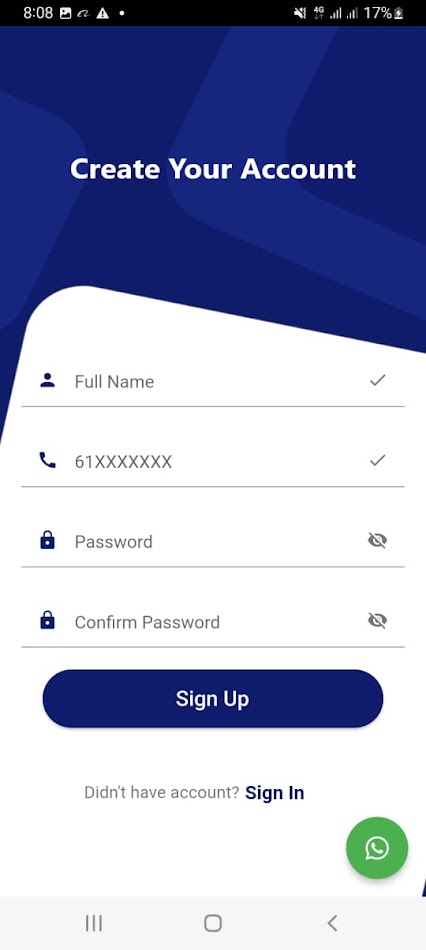 8:08
4G
17%
Create Your Account
Full Name
61XXXXXXX
Password
Confirm Password
Sign Up
Didn't have account? Sign In